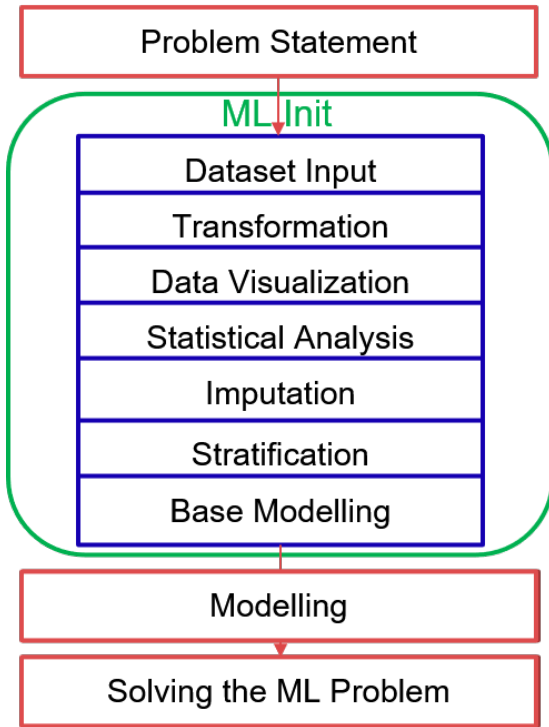 Problem Statement
ML Init
Dataset Input
Transformation
Data Visualization
Statistical Analysis
Imputation
Stratification
Base Modelling
Modelling
Solving the ML Problem